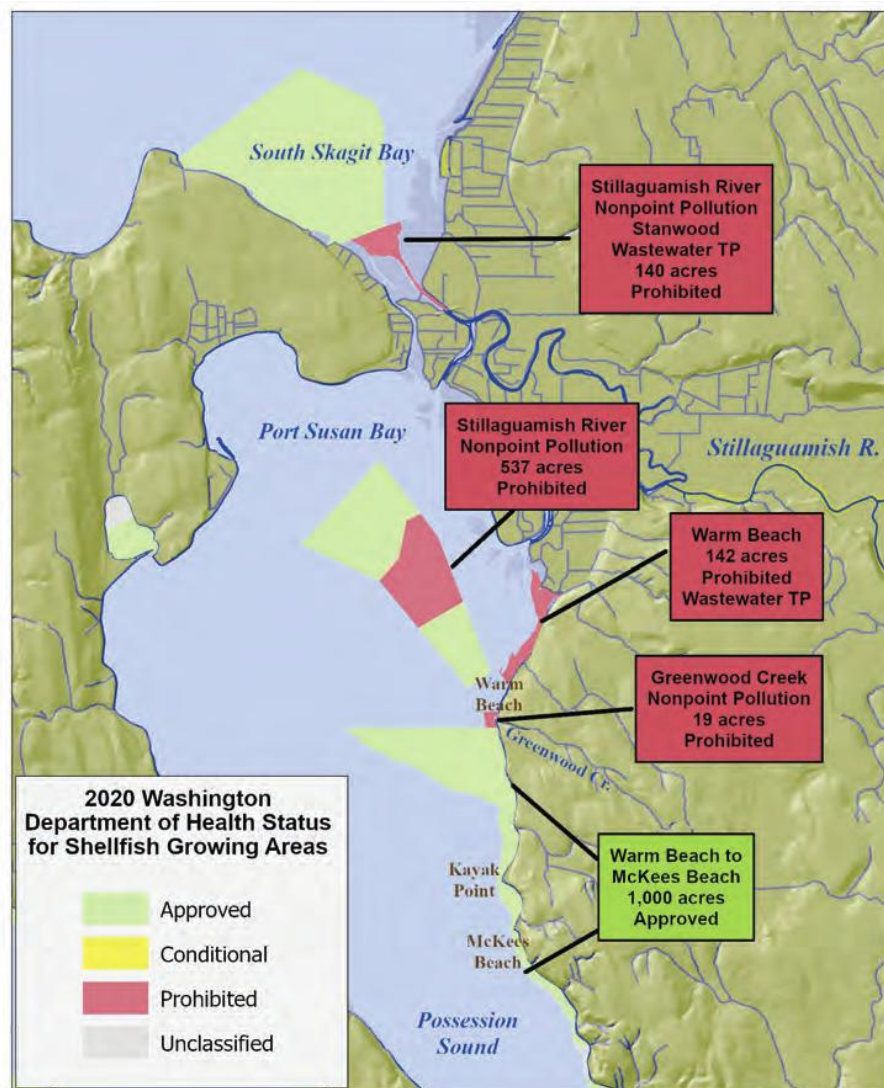 South Skagit Bay
Stillaguamish River
Nonpoint Pollution
Stanwood
Wastewater TP
140 acres
Prohibited
Port Susan Bay
Stillaguamish River
Nonpoint Pollution
537 acres
Prohibited
Stillaguamish R.
Warm Beach
142 acres
Prohibited
Wastewater TP
Warm
Beach
Greenwood Creek
Nonpoint Pollution
19 acres
Prohibited
Greenwood Cr.
2020 Washington
Department of Health Status
for Shellfish Growing Areas
Approved
Conditional
Prohibited
Unclassified
Kayak
Point
Warm Beach to
McKees Beach
1,000 acres
Approved
McKees
Beach
Possession
Sound